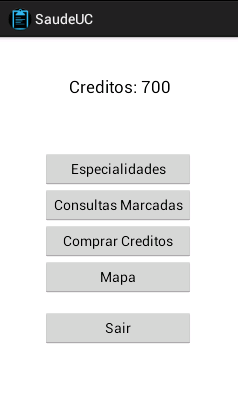 SaudeUC
Creditos: 700
Especialidades
Consultas Marcadas
Comprar Creditos
Mapa
Sair